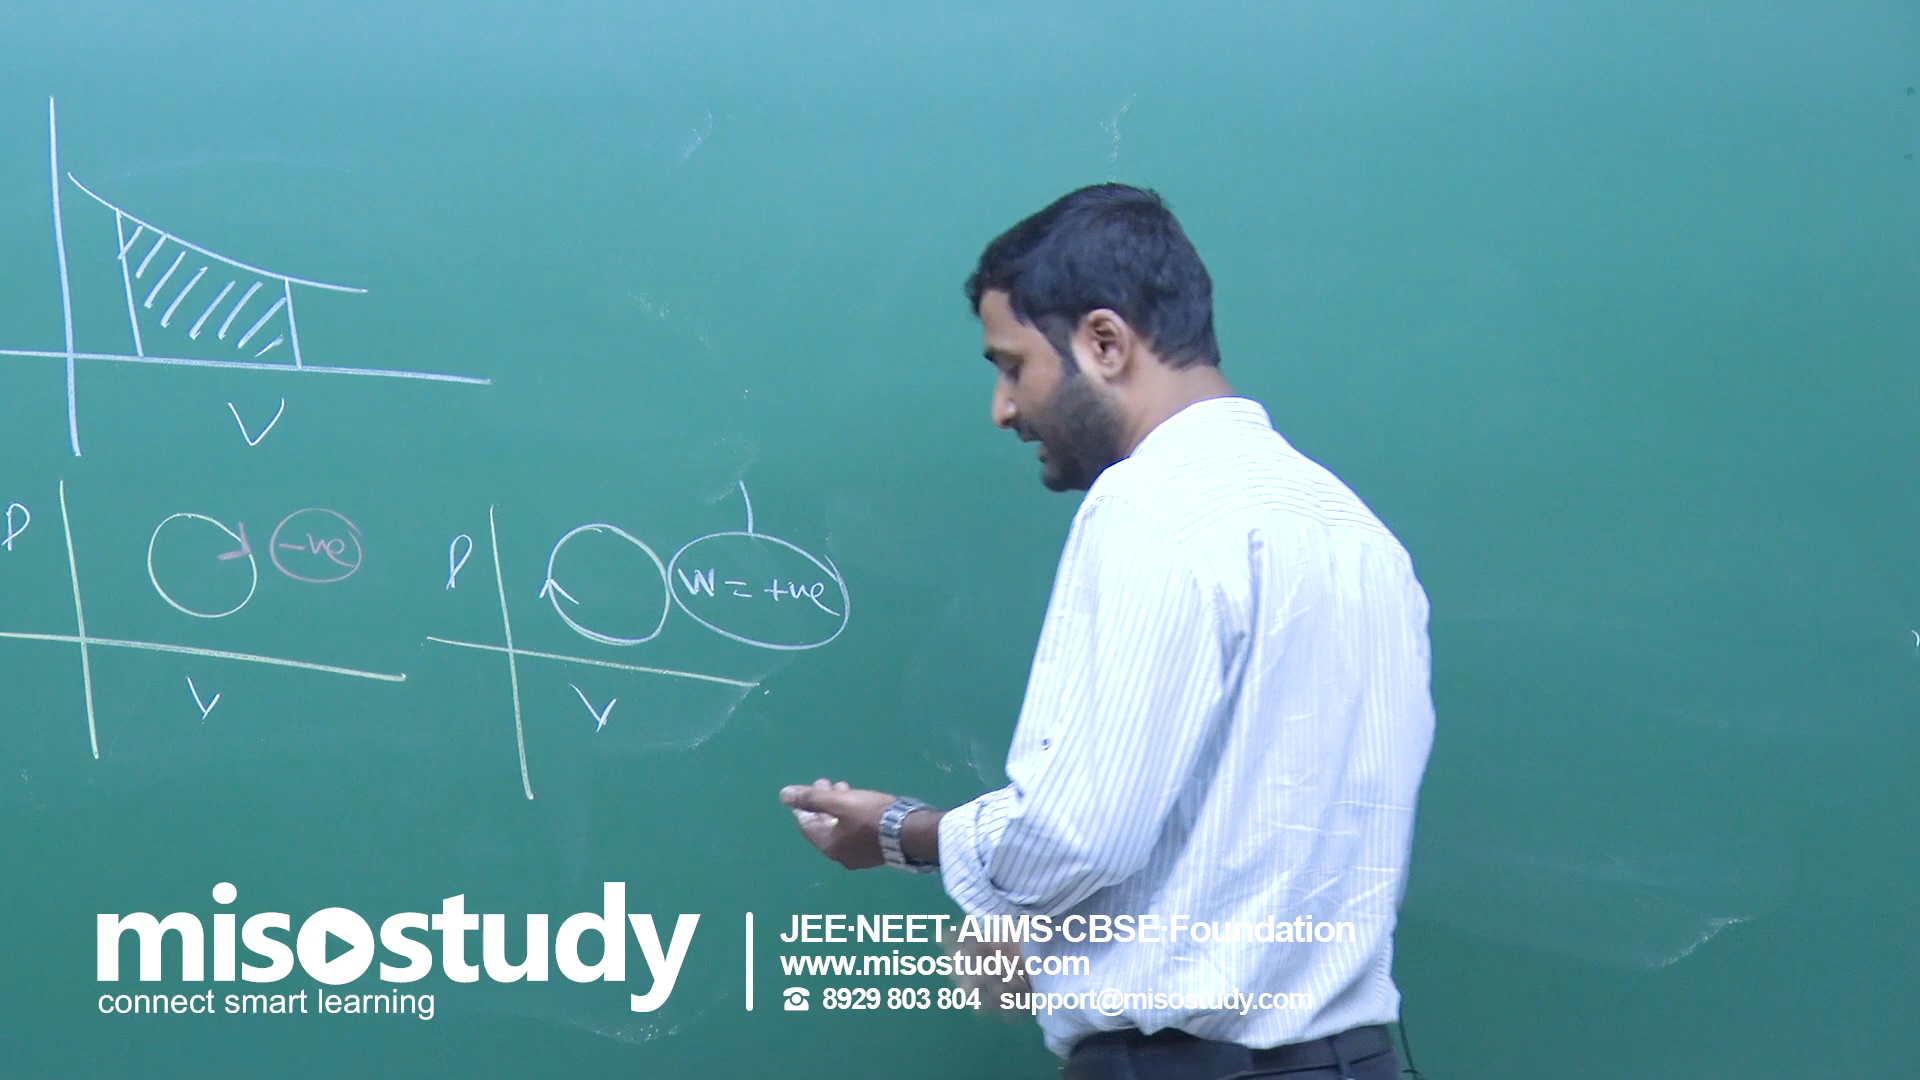 V
P
-ve
V
P
W = +ve
V
misostudy
connect smart learning
JEE·NEET·AIIMS·CBSE·Foundation
www.misostudy.com
☎ 8929 803 804 support@misostudy.com